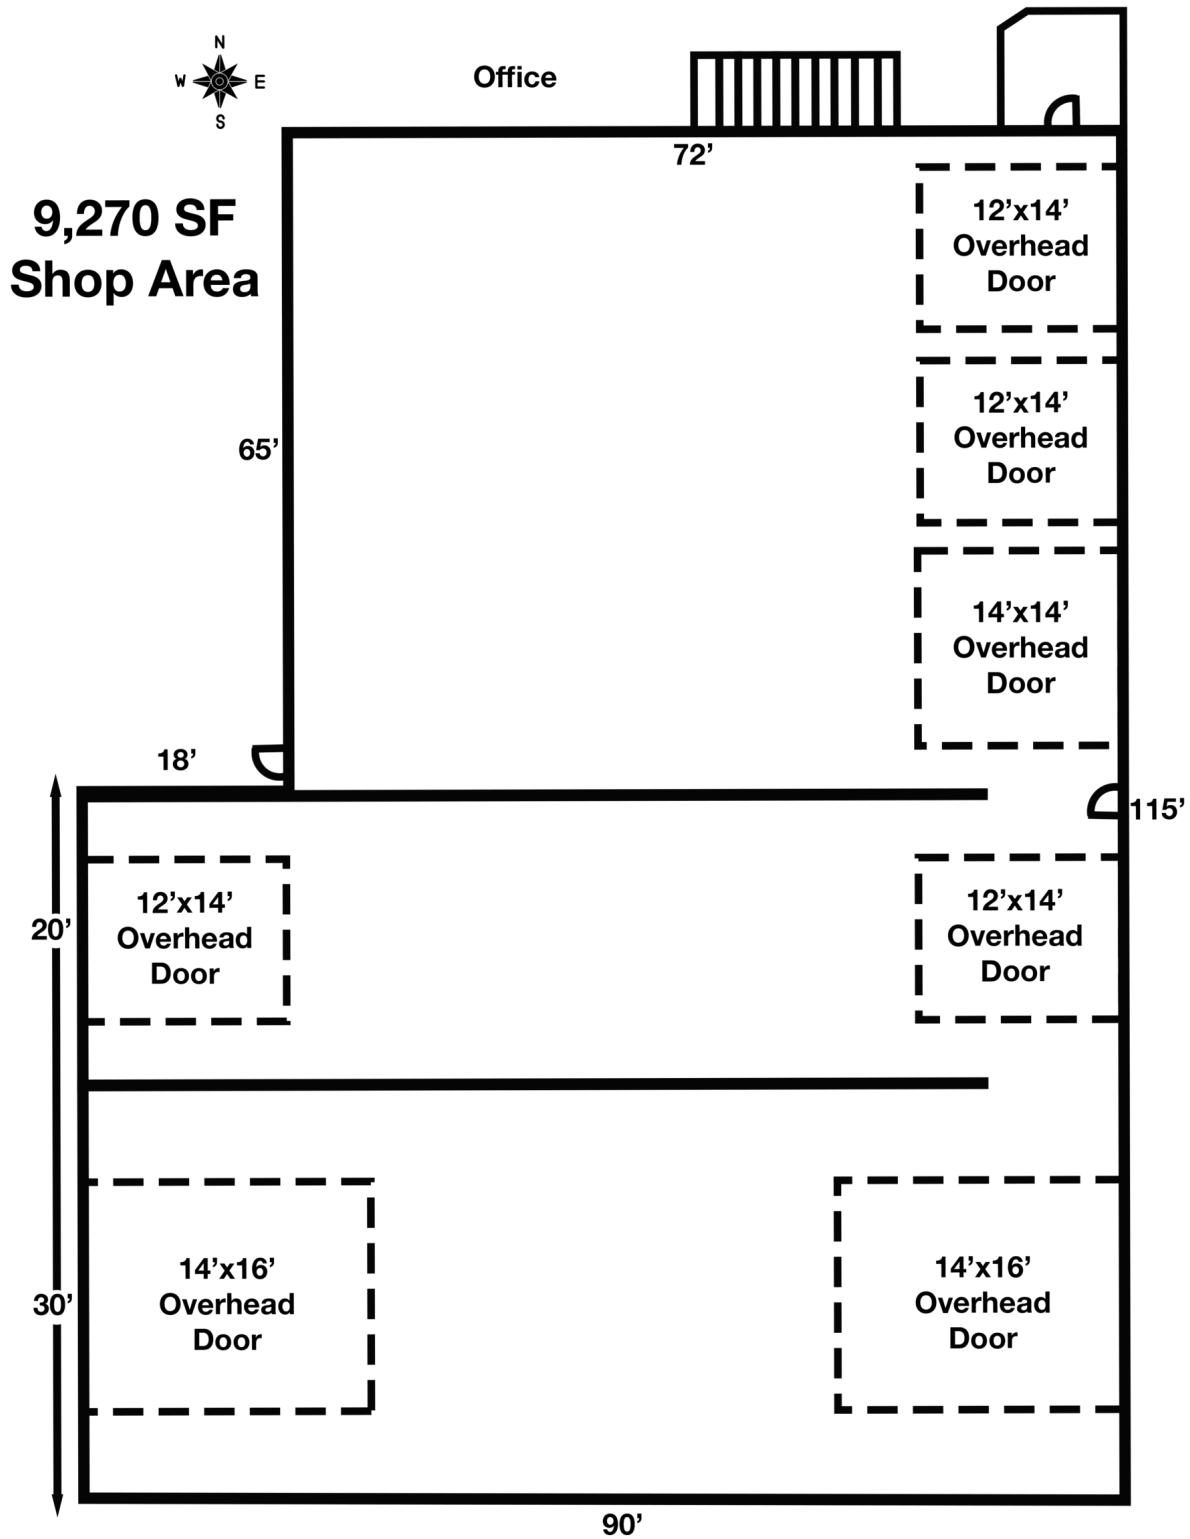 N
W E
S
Office
72’
9,270 SF
Shop Area
12’x14’
Overhead
Door
12’x14’
Overhead
Door
65’
14’x14’
Overhead
Door
18’
115’
12’x14’
Overhead
Door
12’x14’
Overhead
Door
20’
14’x16’
Overhead
Door
14’x16’
Overhead
Door
30’
90’